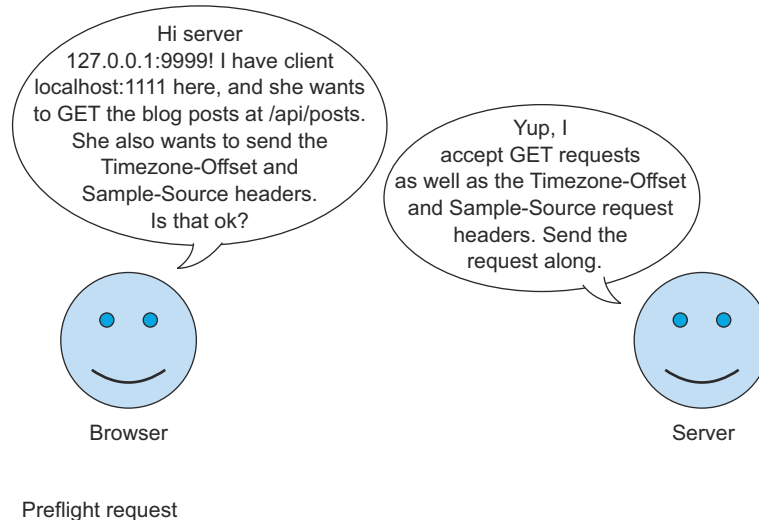 Hi server
127.0.0.1:9999! I have client
localhost:1111 here, and she wants
to GET the blog posts at /api/posts.
She also wants to send the
Timezone-Offset and
Sample-Source headers.
Is that ok?
Yup, I
accept GET requests
as well as the Timezone-Offset
and Sample-Source request
headers. Send the
request along.
Browser
Server
Preflight request